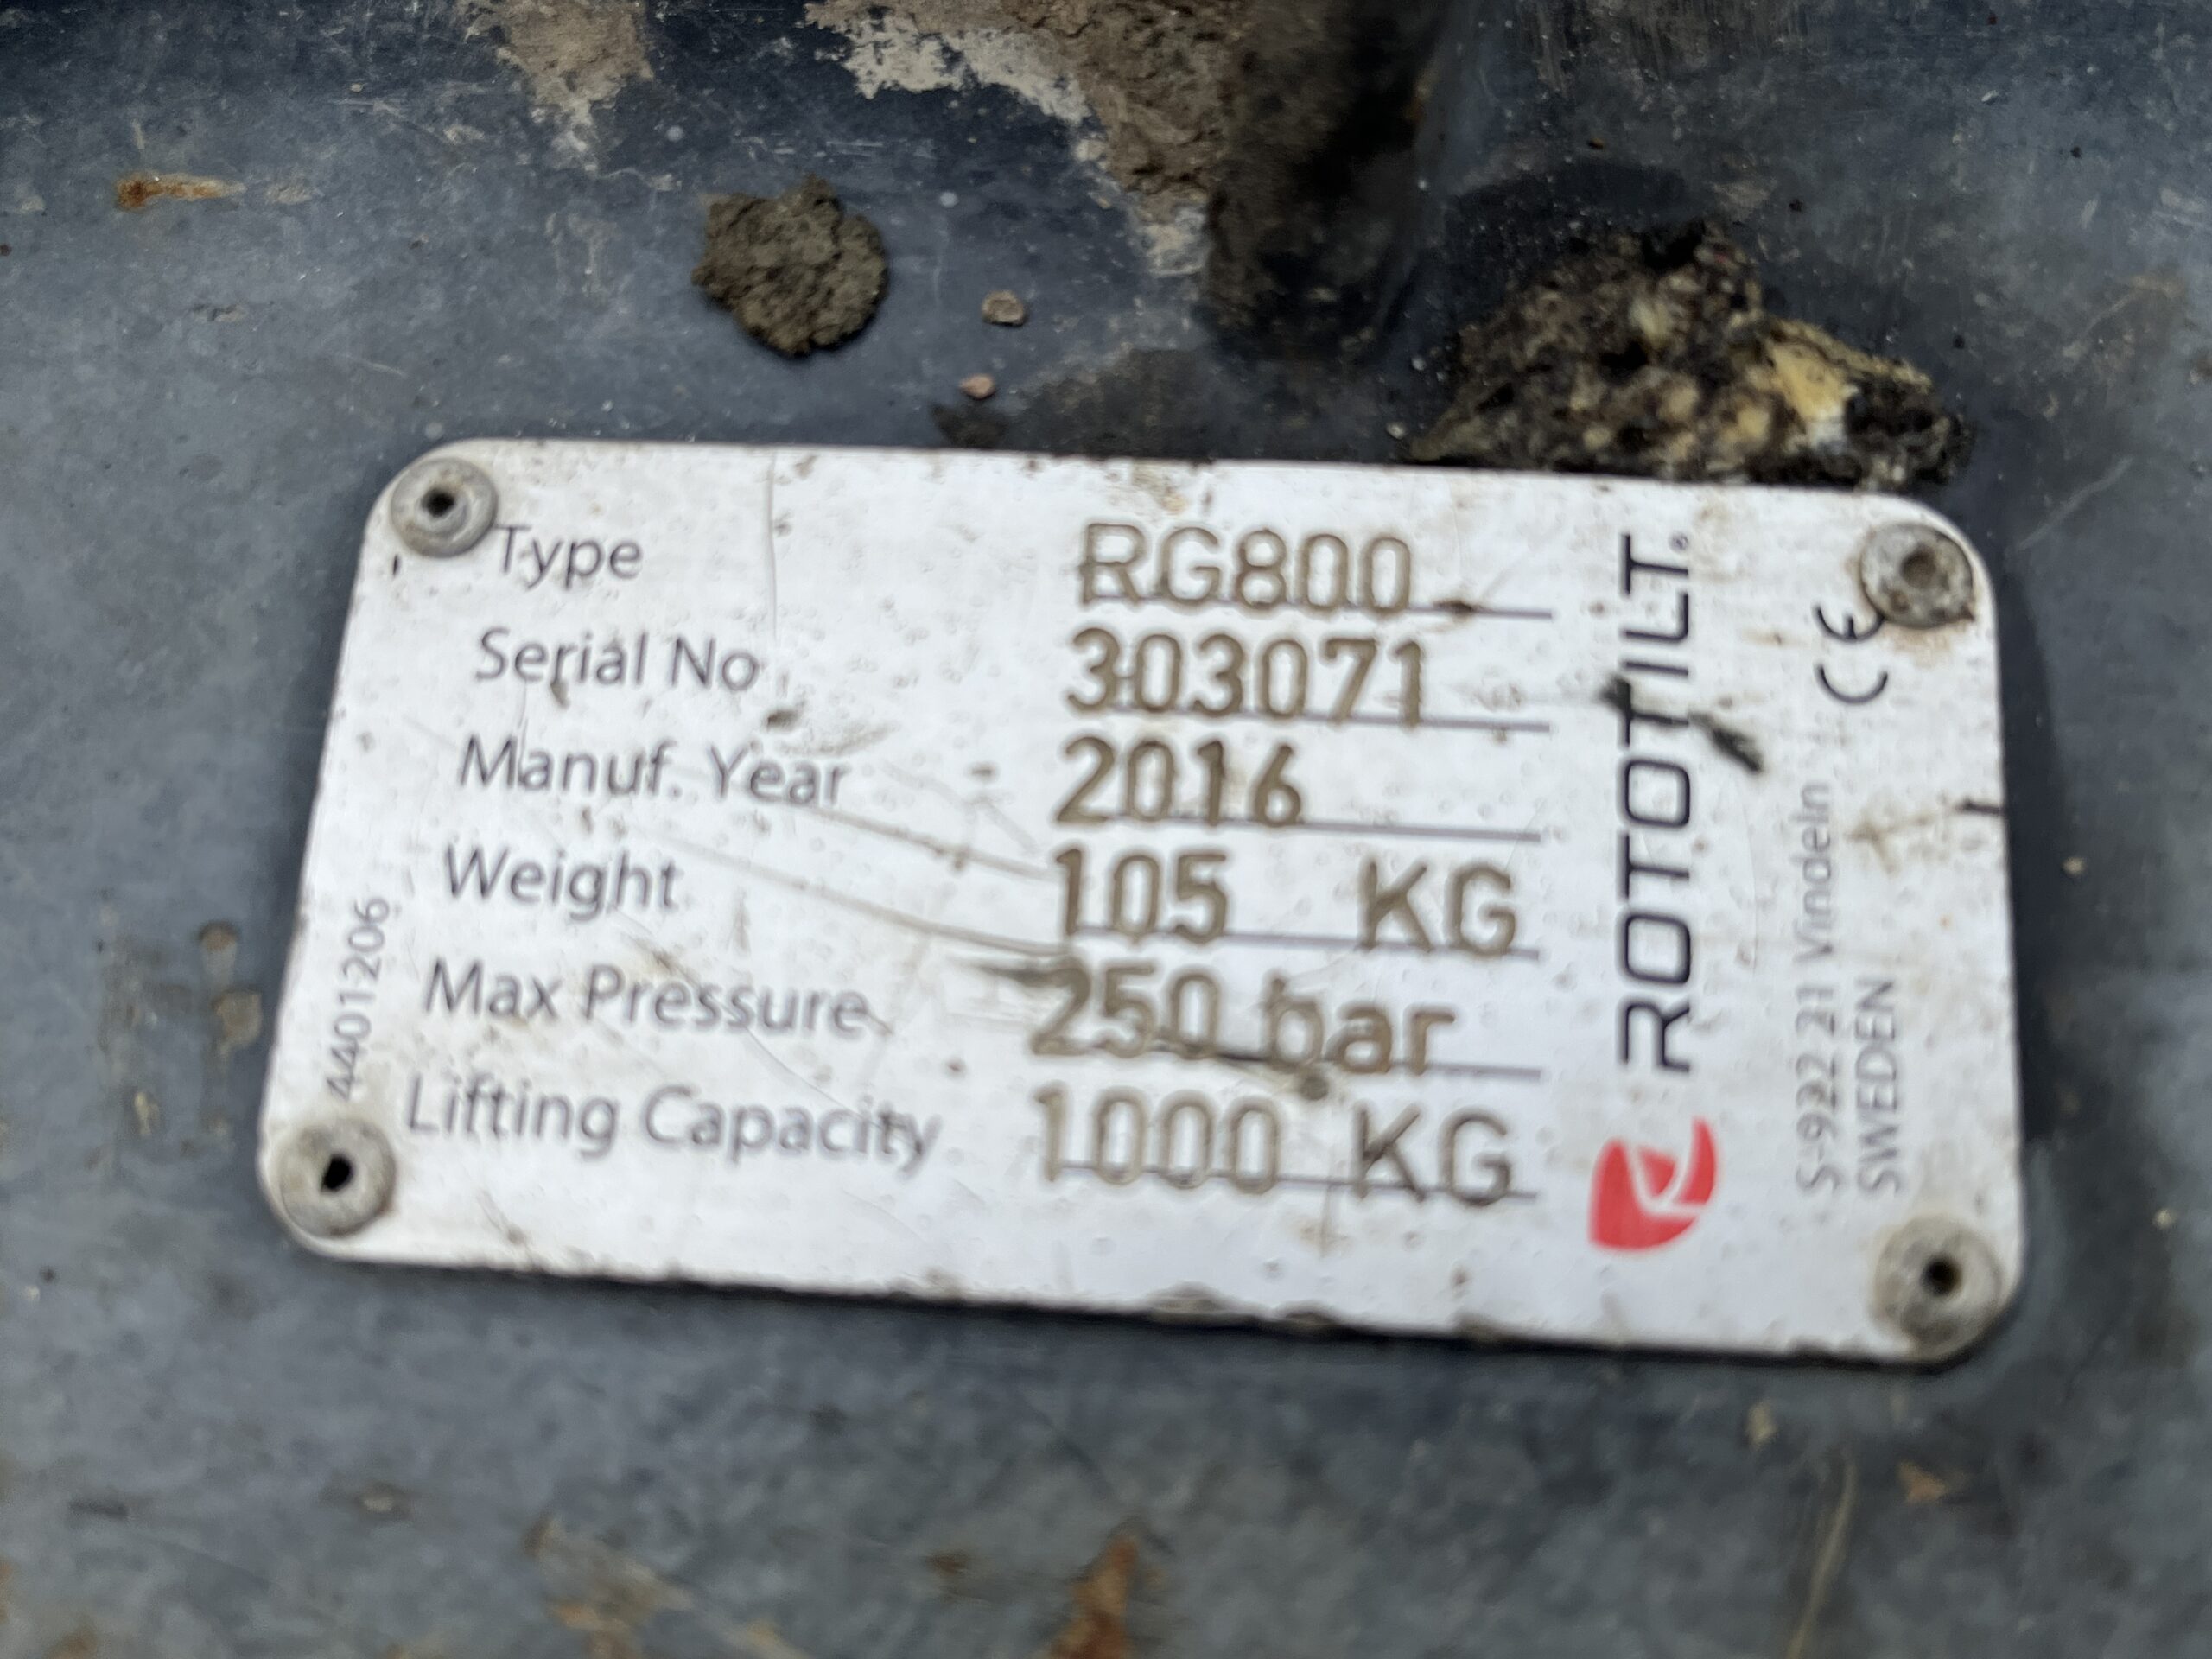 Type RG800
Serial No 303071
Manuf. Year 2016
Weight 105 KG
Max Pressure 250 bar
Lifting Capacity 1000 KG
4401206
ROTOTILT®
CE
S-922 21 Vindeln
SWEDEN